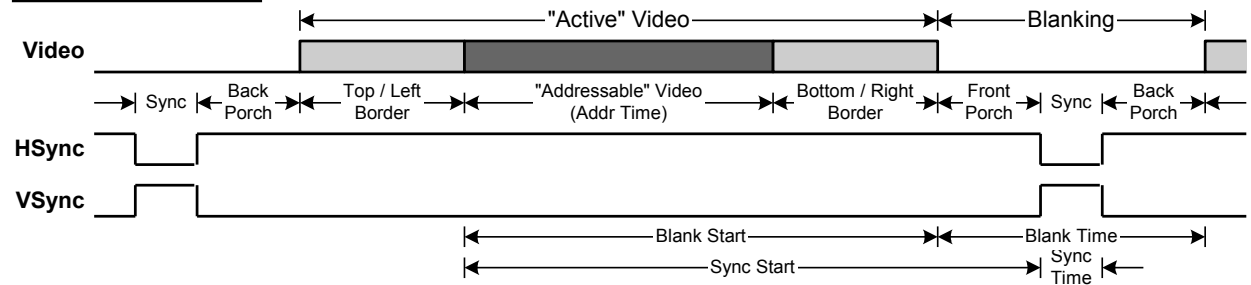 "Active" Video
Blanking
Video
Sync
Back Porch
Top / Left Border
"Addressable" Video (Addr Time)
Bottom / Right Border
Front Porch
Sync
Back Porch
HSync
VSync
Blank Start
Blank Time
Sync Start
Sync Time